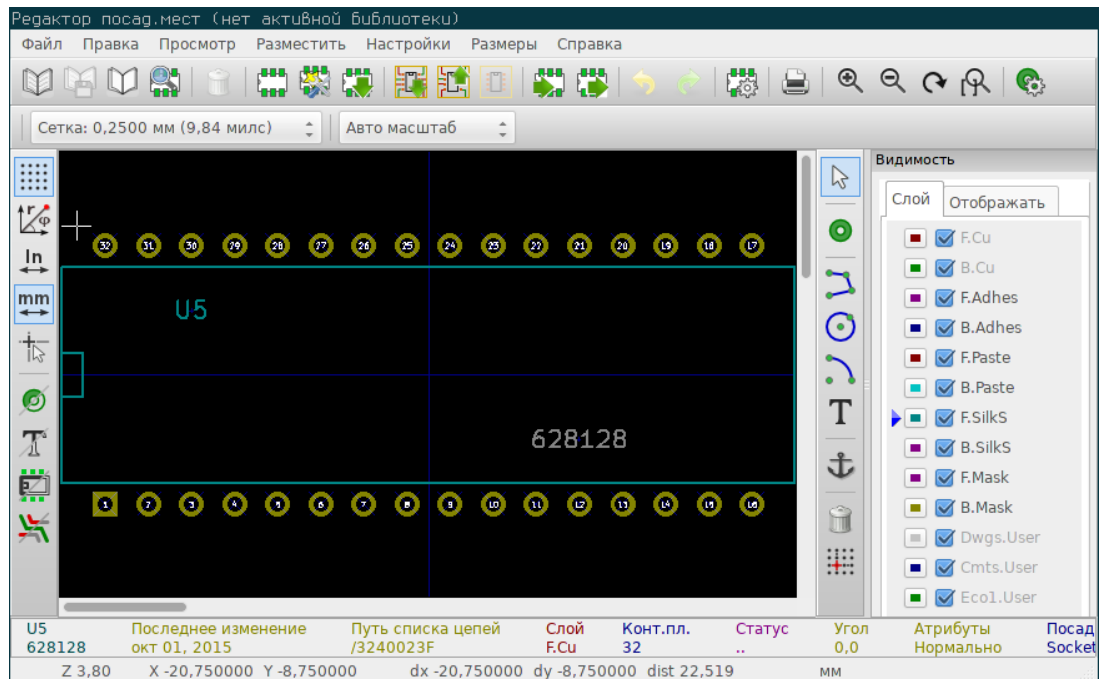 Редактор посад.мест (нет активной библиотеки)
Файл Правка Просмотр Разместить Настройки Размеры Справка
Сетка: 0,2500 мм (9,84 милс) Авто масштаб
Видимость
Слой Отображать
In
mm
φ
T
T
F.Cu
B.Cu
F.Adhes
B.Adhes
F.Paste
B.Paste
F.SilkS
B.SilkS
F.Mask
B.Mask
Dwgs.User
Cmts.User
Eco1.User
32 31 30 29 28 27 26 25 24 23 22 21 20 19 18 17
U5
628128
1 2 3 4 5 6 7 8 9 10 11 12 13 14 15 16
U5 Последнее изменение Путь списка цепей Слой Конт.пл. Статус Угол Атрибуты Посад
628128 окт 01, 2015 /3240023F F.Cu 32 .. 0,0 Нормально Socket
Z 3,80 X -20,750000 Y -8,750000 dx -20,750000 dy -8,750000 dist 22,519 мм